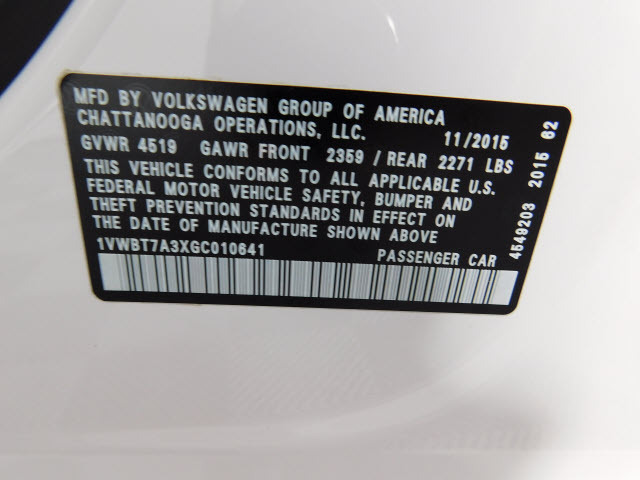 MFD BY VOLKSWAGEN GROUP OF AMERICA
CHATTANOOGA OPERATIONS, LLC. 11/2015
GVWR 4519 GAWR FRONT 2359 / REAR 2271 LBS
THIS VEHICLE CONFORMS TO ALL APPLICABLE U.S.
FEDERAL MOTOR VEHICLE SAFETY, BUMPER AND
THEFT PREVENTION STANDARDS IN EFFECT ON
THE DATE OF MANUFACTURE SHOWN ABOVE
1VWBT7A3XGC010641 PASSENGER CAR
4549203 2015 62